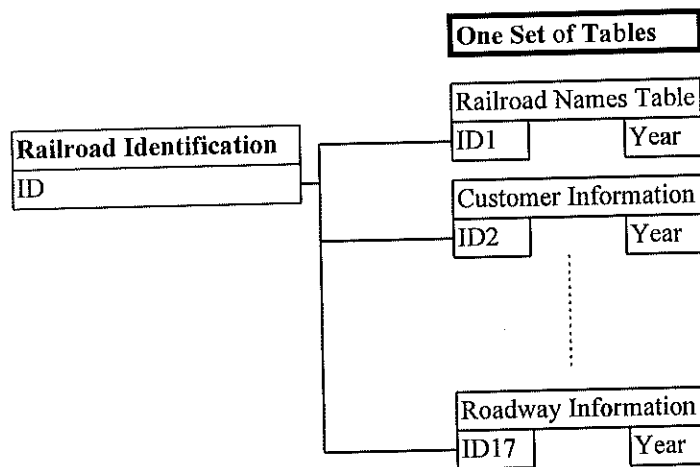 One Set of Tables
Railroad Names Table
ID1 Year
Railroad Identification
ID
Customer Information
ID2 Year
Roadway Information
ID17 Year